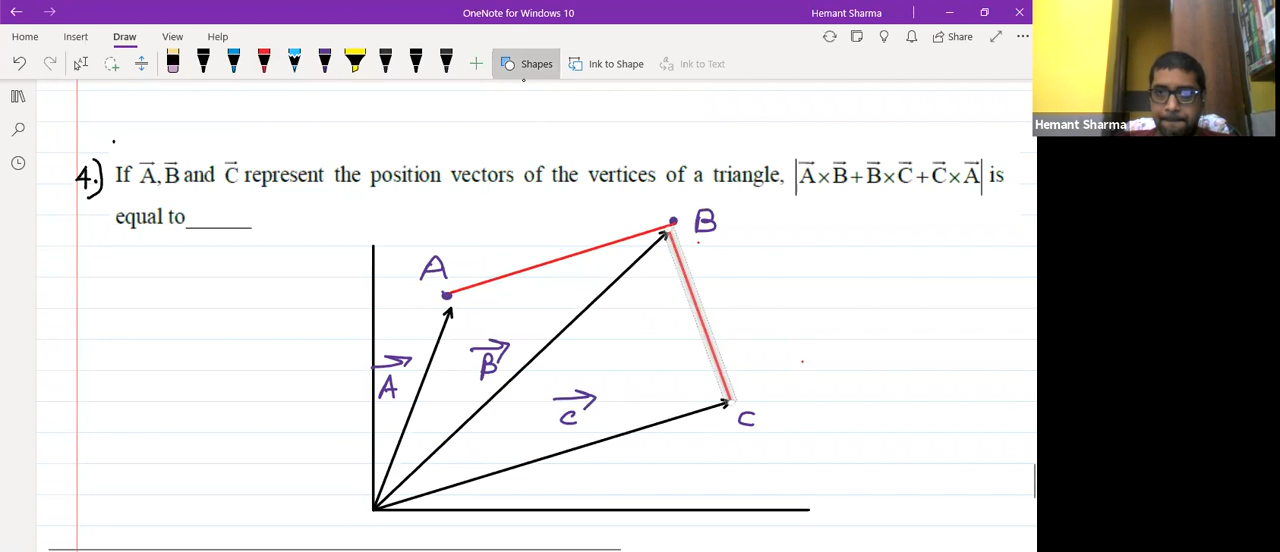 OneNote for Windows 10
Hemant Sharma
Home Insert Draw View Help
Share
Shapes Ink to Shape Ink to Text
Hemant Sharma
4.) If A⃗, B⃗ and C⃗ represent the position vectors of the vertices of a triangle, |A⃗×B⃗+B⃗×C⃗+C⃗×A⃗| is
equal to______
B
A
B⃗
A⃗
C⃗
C